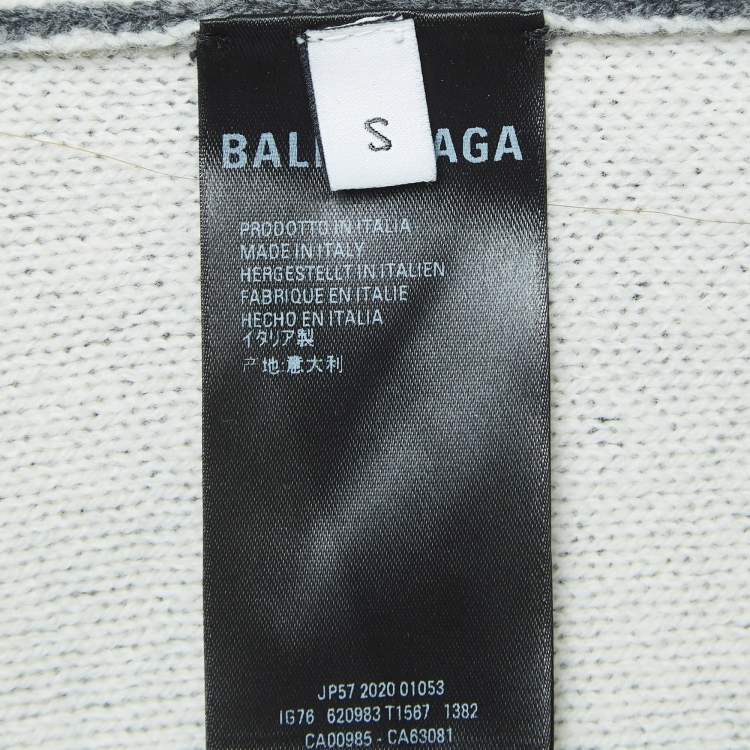 S
BAL AGA
PRODOTTO IN ITALIA
MADE IN ITALY
HERGESTELLT IN ITALIEN
FABRIQUE EN ITALIE
HECHO EN ITALIA
イタリア製
产地:意大利
JP57 2020 01053
IG76 620983 T1567 1382
CA00985 - CA63081